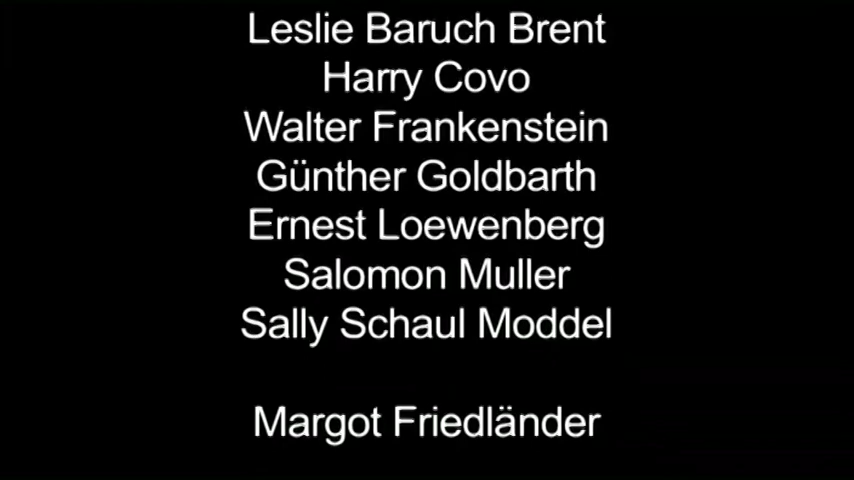 Leslie Baruch Brent
Harry Covo
Walter Frankenstein
Günther Goldbarth
Ernest Loewenberg
Salomon Muller
Sally Schaul Moddel
Margot Friedländer